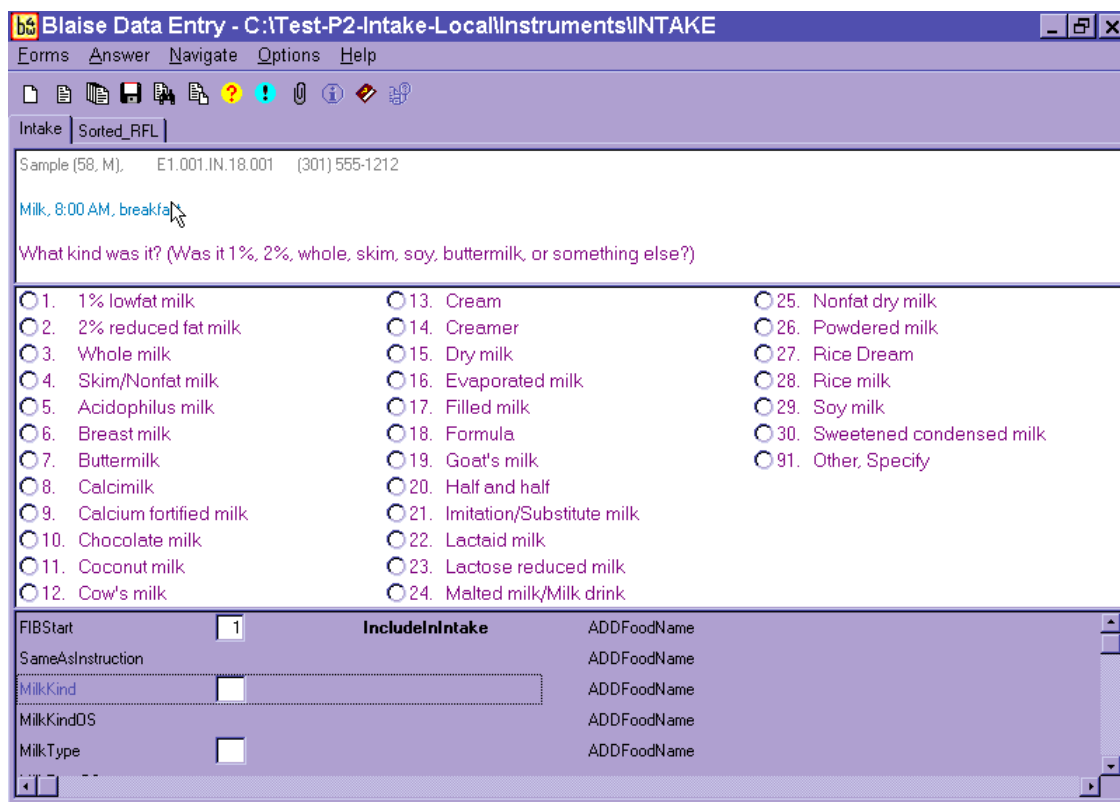 Blaise Data Entry - C:\Test-P2-Intake-Local\Instruments\INTAKE
Forms Answer Navigate Options Help
Intake Sorted_RFL
Sample (58, M), E1.001.IN.18.001 (301) 555-1212
Milk, 8:00 AM, breakfast
What kind was it? (Was it 1%, 2%, whole, skim, soy, buttermilk, or something else?)
1. 1% lowfat milk 13. Cream 25. Nonfat dry milk
2. 2% reduced fat milk 14. Creamer 26. Powdered milk
3. Whole milk 15. Dry milk 27. Rice Dream
4. Skim/Nonfat milk 16. Evaporated milk 28. Rice milk
5. Acidophilus milk 17. Filled milk 29. Soy milk
6. Breast milk 18. Formula 30. Sweetened condensed milk
7. Buttermilk 19. Goat's milk 91. Other, Specify
8. Calcimilk 20. Half and half
9. Calcium fortified milk 21. Imitation/Substitute milk
10. Chocolate milk 22. Lactaid milk
11. Coconut milk 23. Lactose reduced milk
12. Cow's milk 24. Malted milk/Milk drink
FIBStart 1 IncludeInIntake ADDFoodName
SameAsInstruction ADDFoodName
MilkKind ADDFoodName
MilkKindOS ADDFoodName
MilkType ADDFoodName